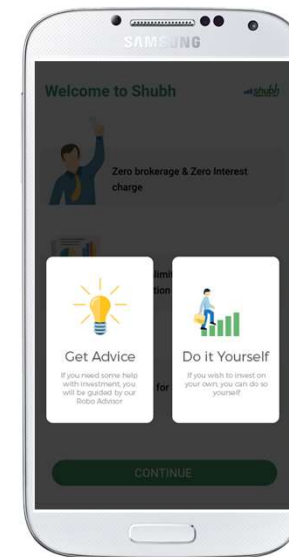 SAMSUNG
Welcome to Shubh
shubh
Zero brokerage & Zero Interest
charge
Get Advice
If you need some help
with investment, you
will be guided by our
Robo Advisor
Do it Yourself
If you wish to invest on
your own, you can do so
yourself
for
CONTINUE